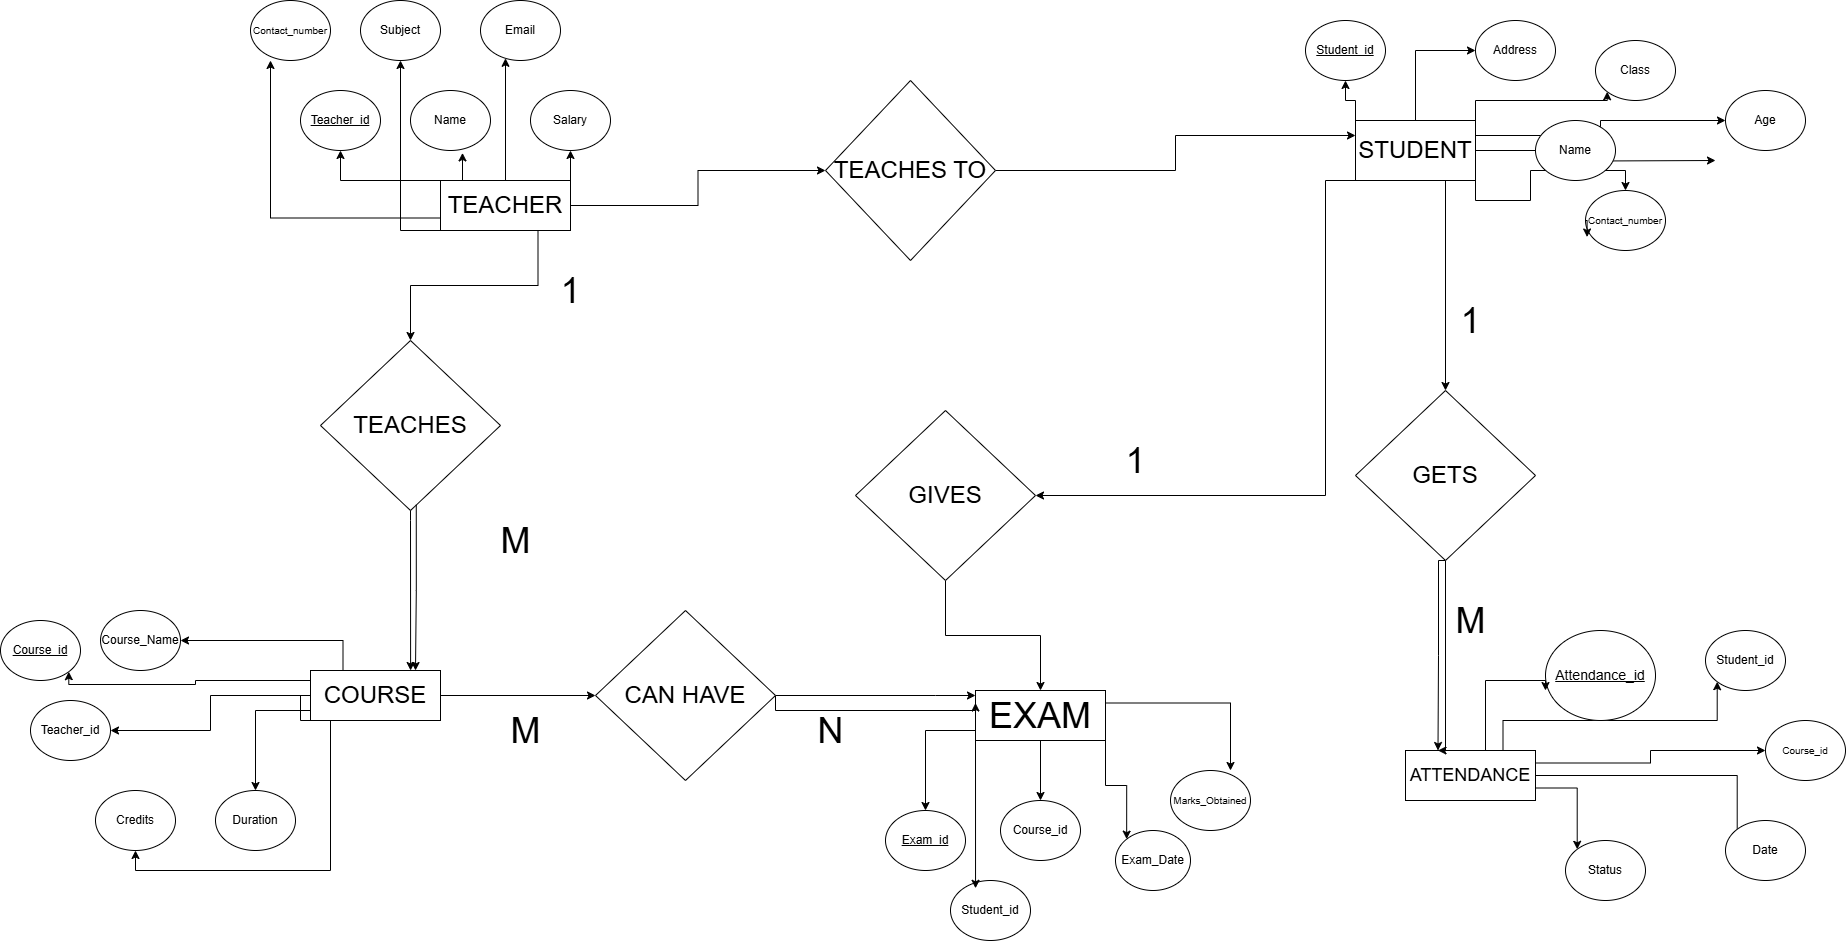 Contact_number
Subject
Email
Teacher_id
Name
Salary
TEACHER
TEACHES TO
Student_id
Address
Class
Age
Name
STUDENT
Contact_number
1
1
TEACHES
GIVES
1
GETS
M
M
Course_id
Course_Name
Teacher_id
COURSE
Credits
Duration
M
CAN HAVE
N
EXAM
Exam_id
Course_id
Exam_Date
Marks_Obtained
Student_id
Attendance_id
Student_id
Course_id
ATTENDANCE
Date
Status